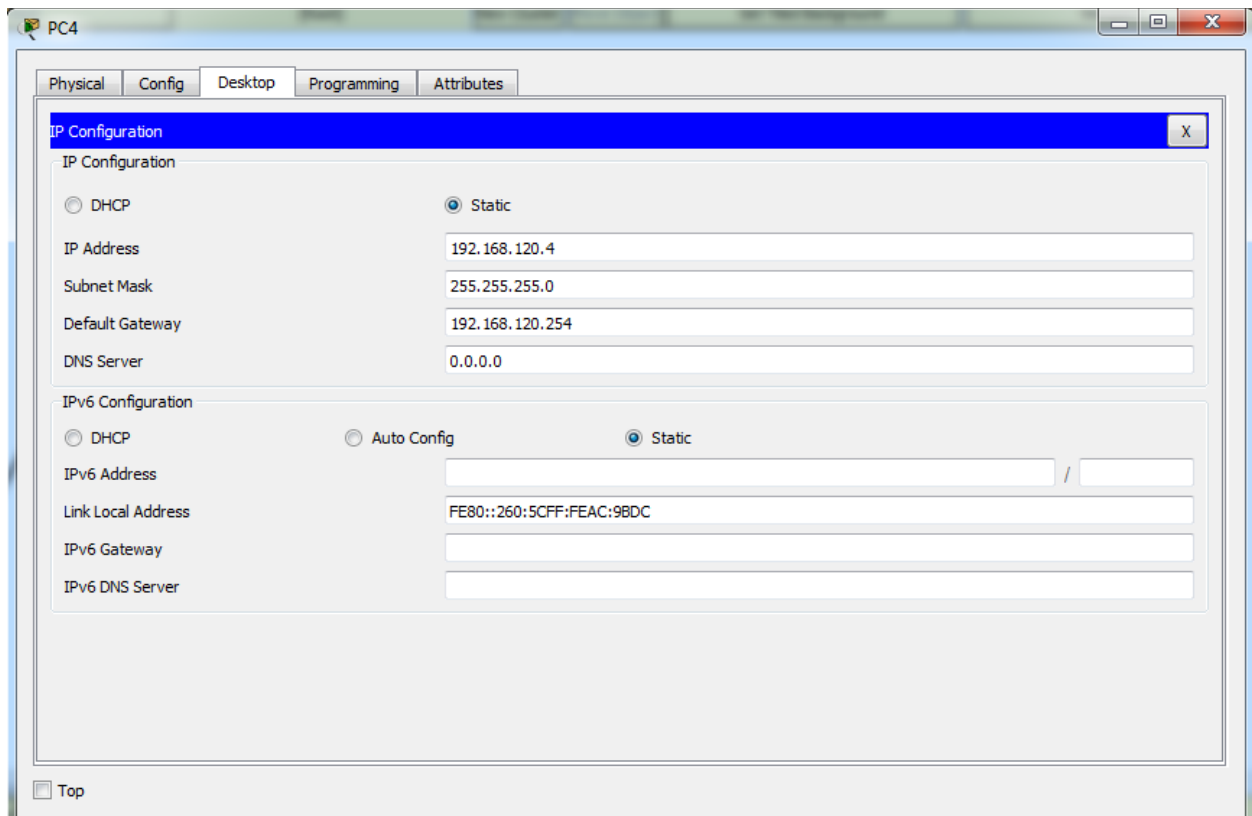 PC4
Physical Config Desktop Programming Attributes
IP Configuration X
IP Configuration
DHCP Static
IP Address 192.168.120.4
Subnet Mask 255.255.255.0
Default Gateway 192.168.120.254
DNS Server 0.0.0.0
IPv6 Configuration
DHCP Auto Config Static
IPv6 Address /
Link Local Address FE80::260:5CFF:FEAC:9BDC
IPv6 Gateway
IPv6 DNS Server
Top